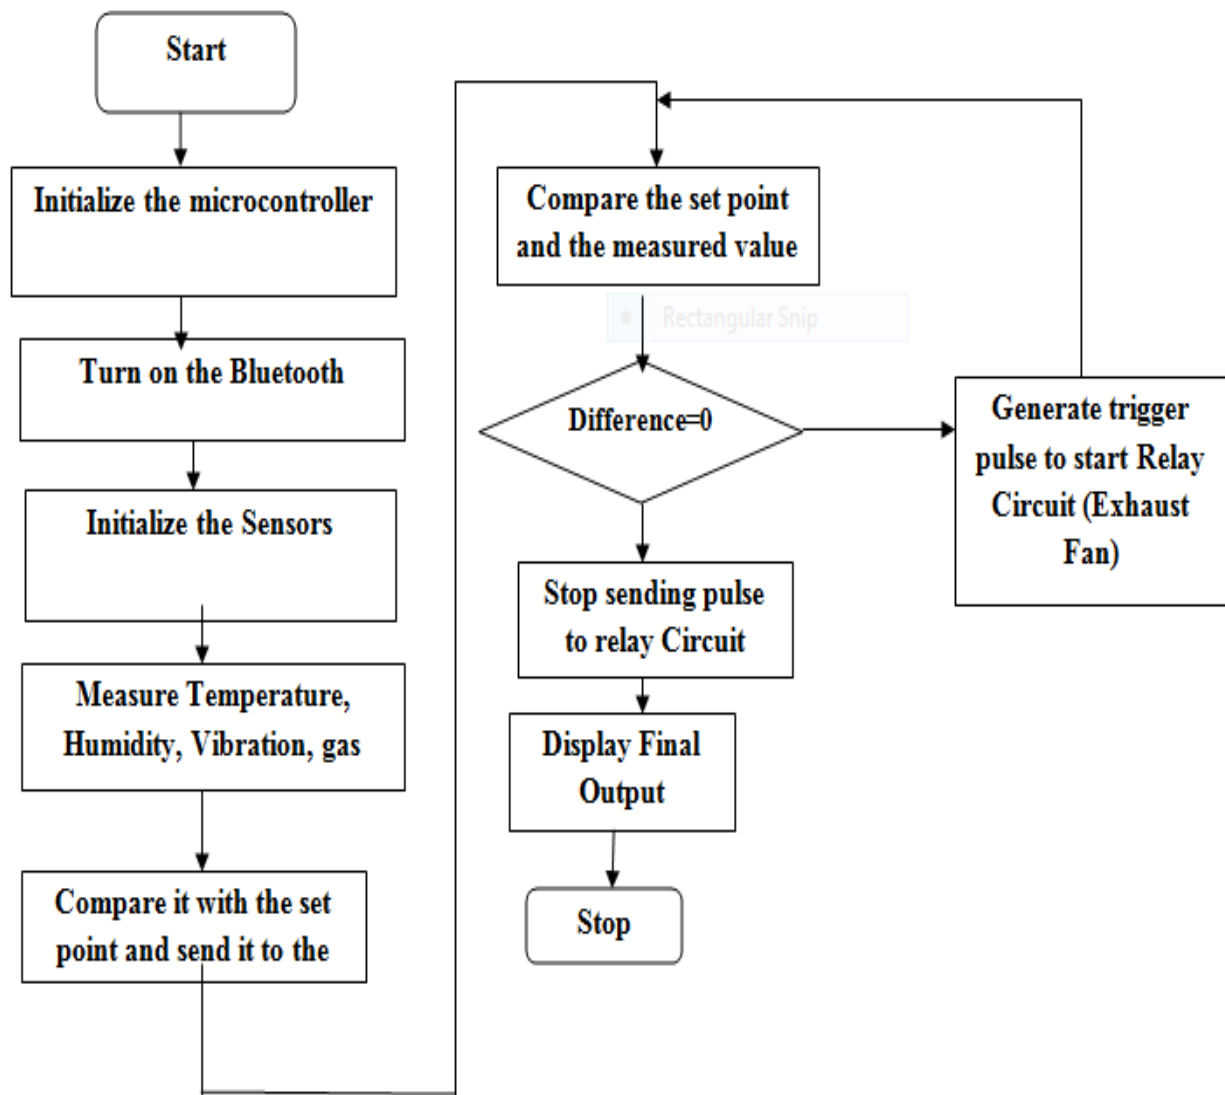 Start
Initialize the microcontroller
Turn on the Bluetooth
Initialize the Sensors
Measure Temperature,
Humidity, Vibration, gas
Compare it with the set
point and send it to the
Compare the set point
and the measured value
Rectangular Snip
Difference=0
Generate trigger
pulse to start Relay
Circuit (Exhaust
Fan)
Stop sending pulse
to relay Circuit
Display Final
Output
Stop